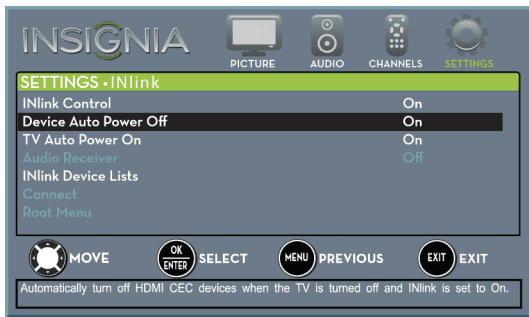 INSIGNIA
PICTURE AUDIO CHANNELS SETTINGS
SETTINGS •INlink
INlink Control On
Device Auto Power Off On
TV Auto Power On On
Audio Receiver Off
INlink Device Lists
Connect
Root Menu
MOVE OK ENTER SELECT MENU PREVIOUS EXIT EXIT
Automatically turn off HDMI CEC devices when the TV is turned off and INlink is set to On.